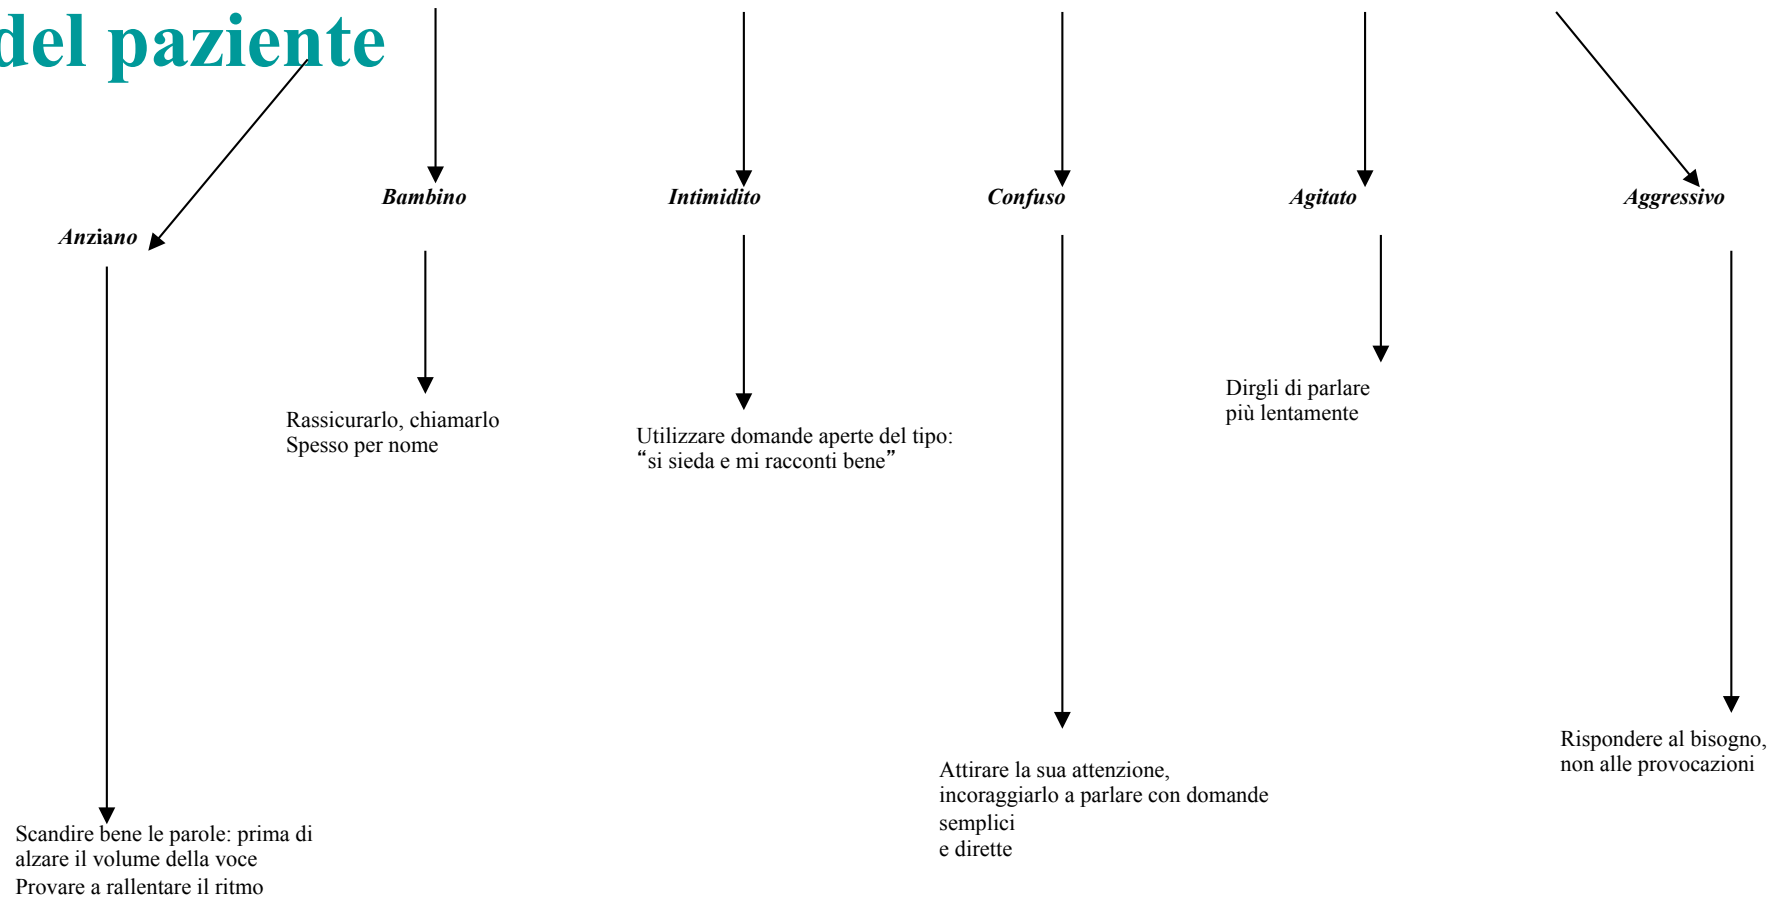 del paziente
Bambino
Intimidito
Confuso
Agitato
Aggressivo
Anziano
Rassicurarlo, chiamarlo
Spesso per nome
Utilizzare domande aperte del tipo:
“si sieda e mi racconti bene”
Dirgli di parlare
più lentamente
Attirare la sua attenzione,
incoraggiarlo a parlare con domande
semplici
e dirette
Rispondere al bisogno,
non alle provocazioni
Scandire bene le parole: prima di
alzare il volume della voce
Provare a rallentare il ritmo